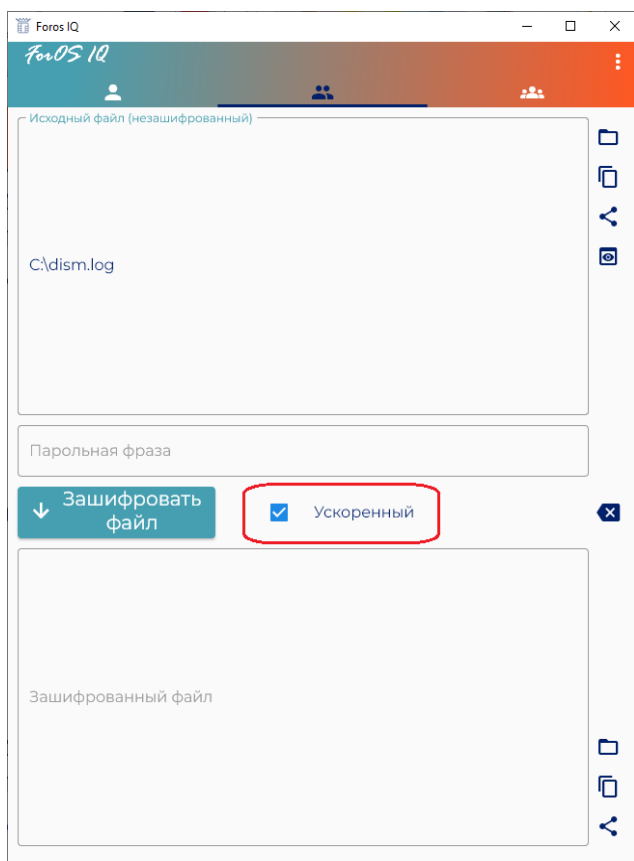 Foros IQ
ForOS IQ
Исходный файл (незашифрованный)
C:\dism.log
Парольная фраза
Зашифровать
файл
Ускоренный
Зашифрованный файл